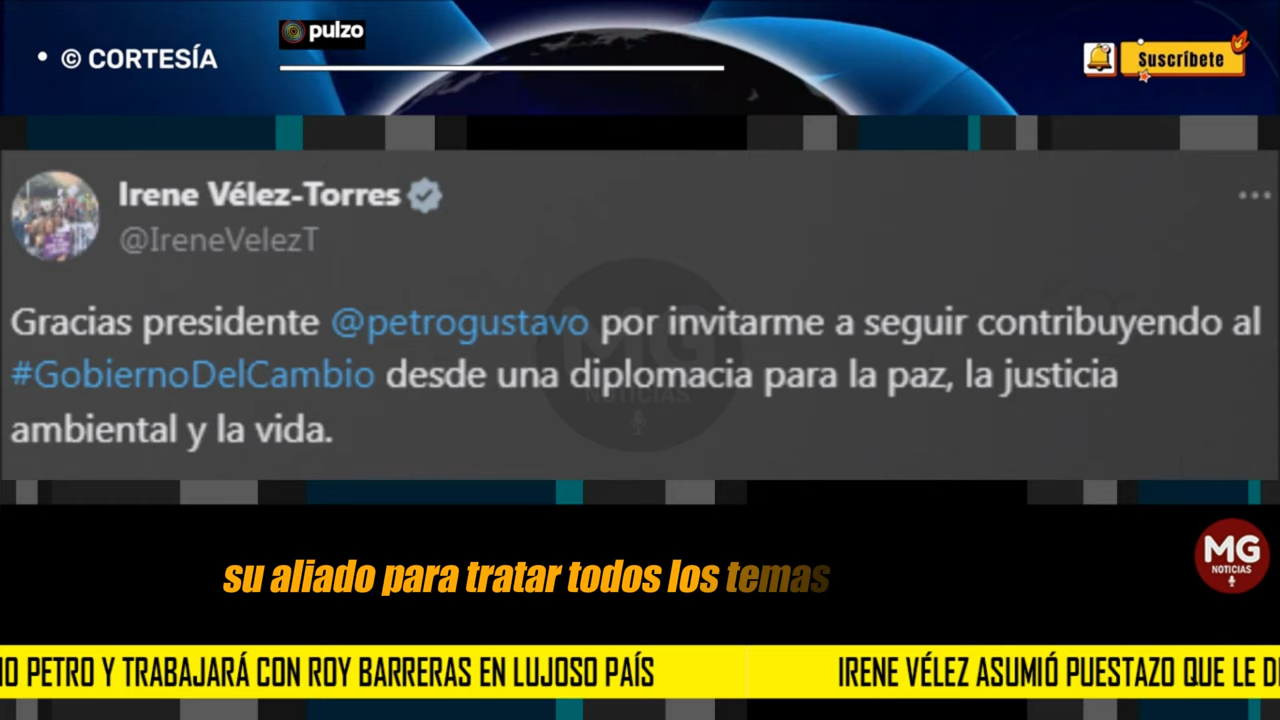 • © CORTESÍA
pulzo
Suscríbete
Irene Vélez-Torres
@IreneVelezT
Gracias presidente @petrogustavo por invitarme a seguir contribuyendo al
#GobiernoDelCambio desde una diplomacia para la paz, la justicia
ambiental y la vida.
MG
NOTICIAS
su aliado para tratar todos los temas
MG
NOTICIAS
PETRO Y TRABAJARÁ CON ROY BARRERAS EN LUJOSO PAÍS
IRENE VÉLEZ ASUMIÓ PUESTAZO QUE LE